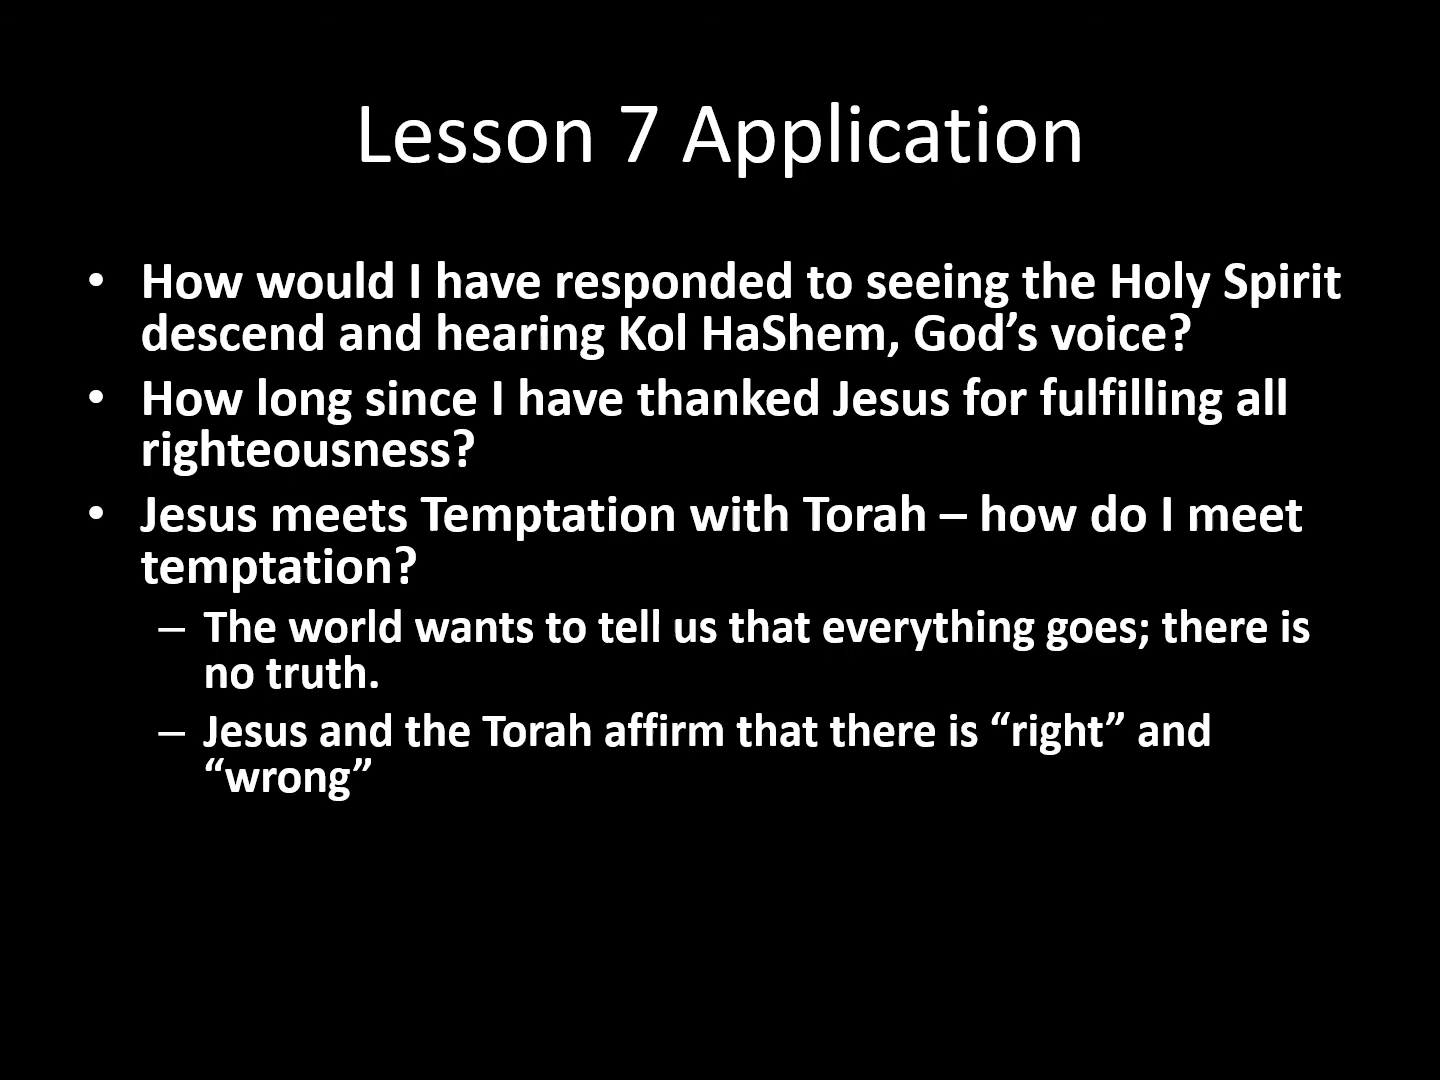 Lesson 7 Application
• How would I have responded to seeing the Holy Spirit
descend and hearing Kol HaShem, God’s voice?
• How long since I have thanked Jesus for fulfilling all
righteousness?
• Jesus meets Temptation with Torah – how do I meet
temptation?
– The world wants to tell us that everything goes; there is
no truth.
– Jesus and the Torah affirm that there is “right” and
“wrong”